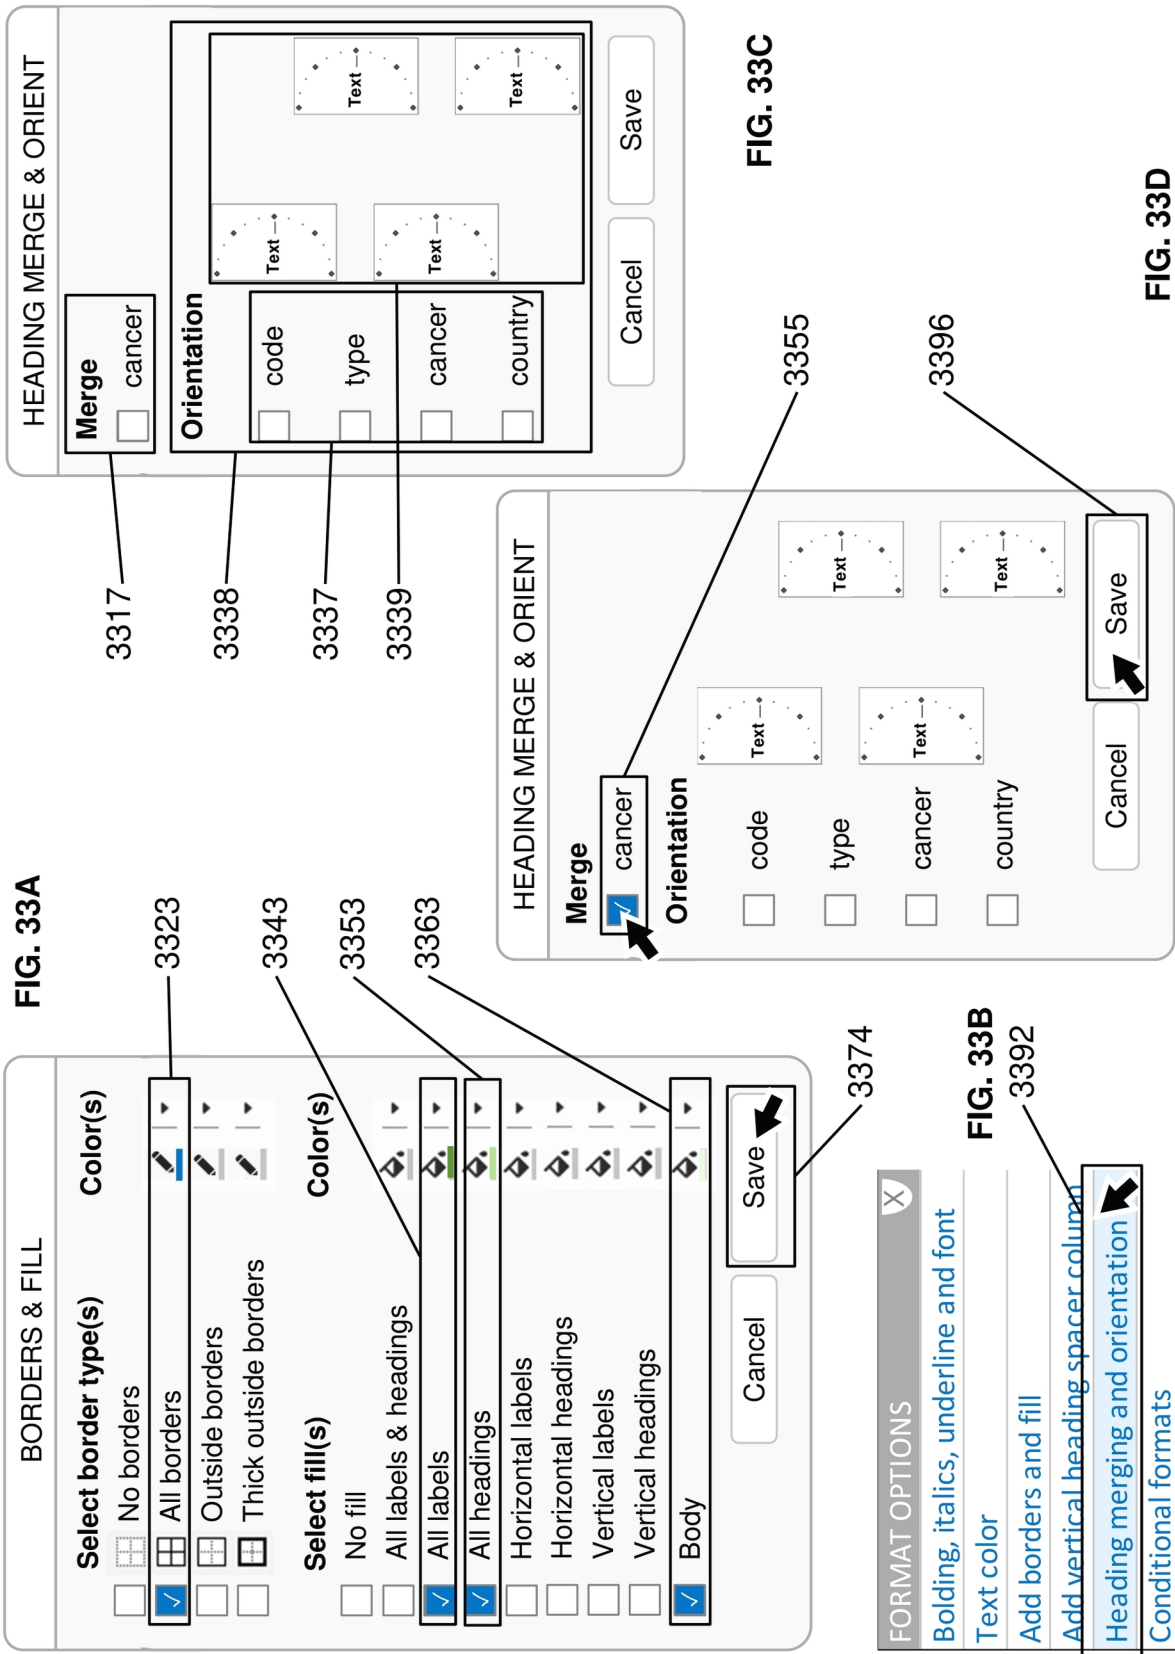 FIG. 33A
BORDERS & FILL
Select border type(s) Color(s)
No borders
All borders
Outside borders
Thick outside borders
Select fill(s) Color(s)
No fill
All labels & headings
All labels
All headings
Horizontal labels
Horizontal headings
Vertical labels
Vertical headings
Body
Cancel Save
3323
3343
3353
3363
3374
FIG. 33B
3392
FORMAT OPTIONS X
Bolding, italics, underline and font
Text color
Add borders and fill
Add vertical heading spacer column
Heading merging and orientation
Conditional formats
HEADING MERGE & ORIENT
Merge
cancer
Orientation
code
Text
type
Text
cancer
Text
country
Text
Cancel Save
3317
3338
3337
3339
FIG. 33C
HEADING MERGE & ORIENT
Merge
cancer
Orientation
code
Text
type
Text
cancer
Text
country
Text
Cancel Save
3355
3396
FIG. 33D